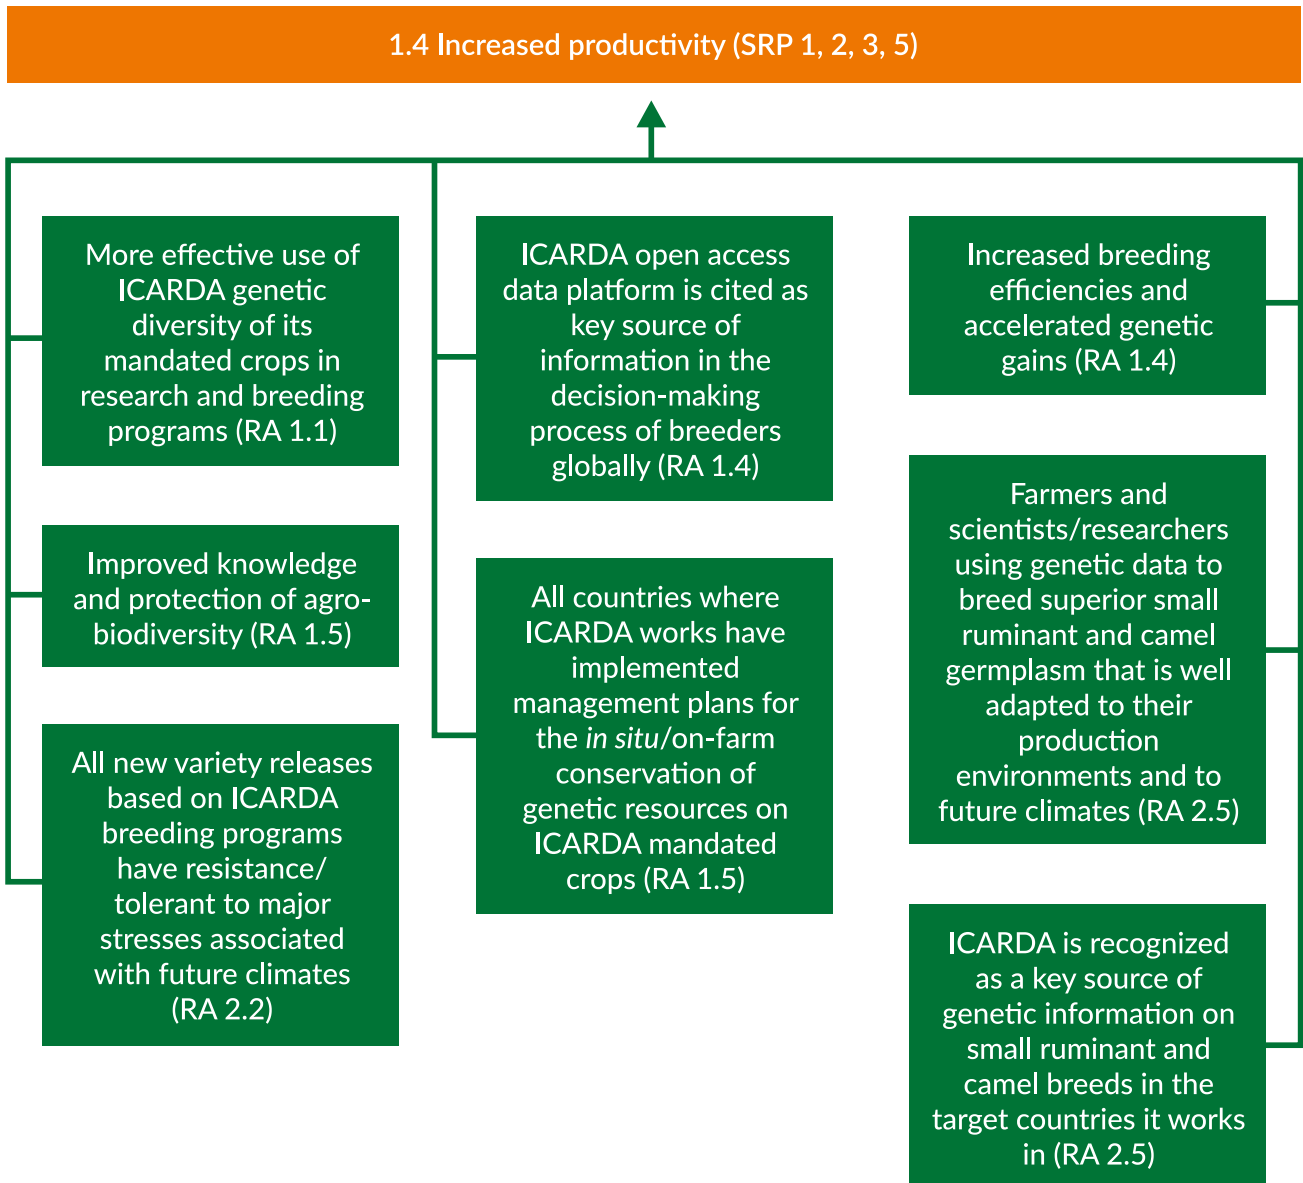 1.4 Increased productivity (SRP 1, 2, 3, 5)
More effective use of
ICARDA genetic
diversity of its
mandated crops in
research and breeding
programs (RA 1.1)
Improved knowledge
and protection of agro-
biodiversity (RA 1.5)
All new variety releases
based on ICARDA
breeding programs
have resistance/
tolerant to major
stresses associated
with future climates
(RA 2.2)
ICARDA open access
data platform is cited as
key source of
information in the
decision-making
process of breeders
globally (RA 1.4)
All countries where
ICARDA works have
implemented
management plans for
the in situ/on-farm
conservation of
genetic resources on
ICARDA mandated
crops (RA 1.5)
Increased breeding
efficiencies and
accelerated genetic
gains (RA 1.4)
Farmers and
scientists/researchers
using genetic data to
breed superior small
ruminant and camel
germplasm that is well
adapted to their
production
environments and to
future climates (RA 2.5)
ICARDA is recognized
as a key source of
genetic information on
small ruminant and
camel breeds in the
target countries it works
in (RA 2.5)